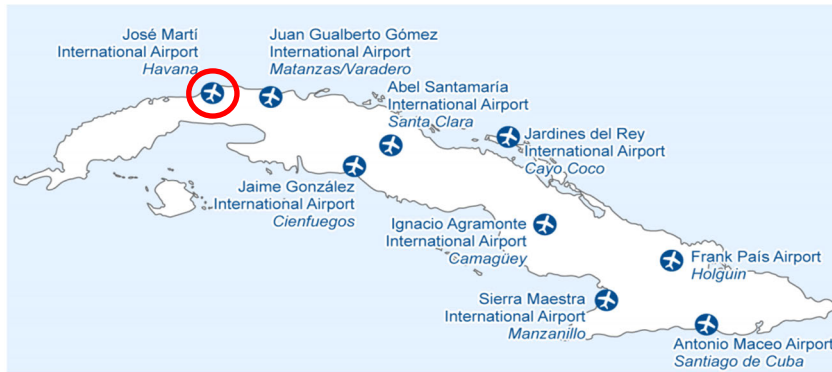 José Martí
International Airport
Havana
Juan Gualberto Gómez
International Airport
Matanzas/Varadero
Abel Santamaría
International Airport
Santa Clara
Jardines del Rey
International Airport
Cayo Coco
Jaime González
International Airport
Cienfuegos
Ignacio Agramonte
International Airport
Camagüey
Frank País Airport
Holguin
Sierra Maestra
International Airport
Manzanillo
Antonio Maceo Airport
Santiago de Cuba